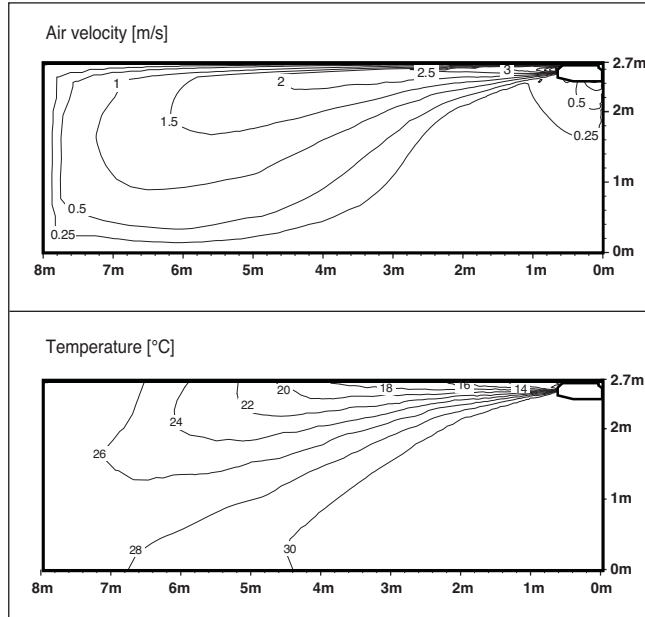 Air velocity [m/s]
2.7m
1
2
2.5
3
0.5
2m
1.5
0.25
1m
0.5
0.25
0m
8m 7m 6m 5m 4m 3m 2m 1m 0m
Temperature [°C]
2.7m
20 18 16 14
22
24
2m
26
1m
28
30
0m
8m 7m 6m 5m 4m 3m 2m 1m 0m